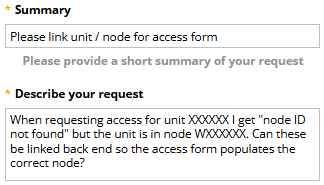 * Summary
Please link unit / node for access form
Please provide a short summary of your request
* Describe your request
When requesting access for unit XXXXXX I get "node ID
not found" but the unit is in node WXXXXXX. Can these
be linked back end so the access form populates the
correct node?